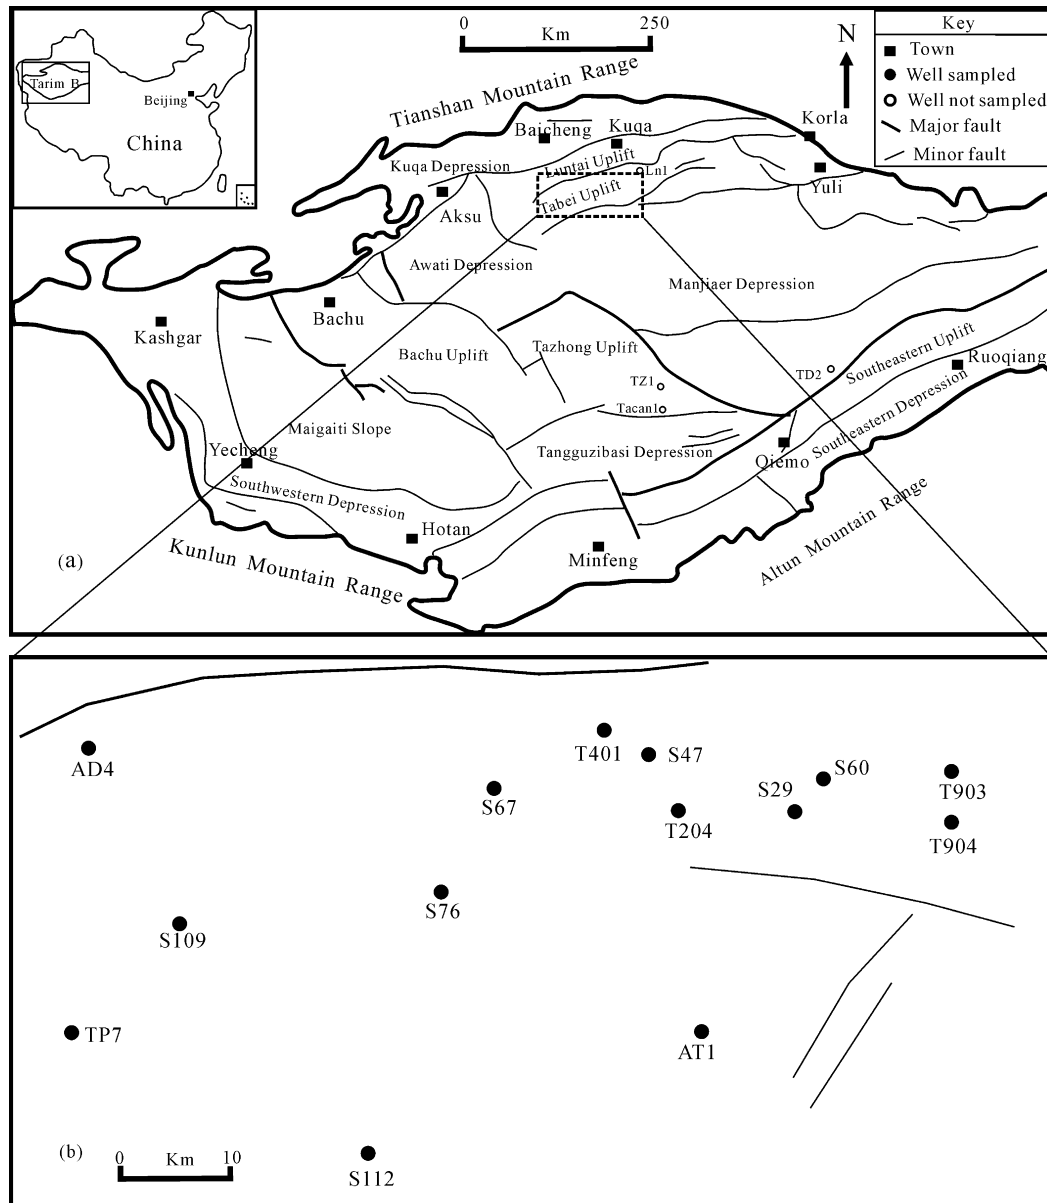 0 250
Km
N
Key
Town
Well sampled
Well not sampled
Major fault
Minor fault
Tarim B
Beijing
China
Tianshan Mountain Range
Baicheng
Kuqa
Korla
Kuqa Depression
Luntai Uplift
Ln1
Tabei Uplift
Yuli
Aksu
Awati Depression
Manjiaer Depression
Kashgar
Bachu
Bachu Uplift
Tazhong Uplift
TZ1
TD2
Southeastern Uplift
Ruoqiang
Tacan1
Maigaiti Slope
Yecheng
Tangguzibasi Depression
Qiemo
Southeastern Depression
Southwestern Depression
Hotan
Minfeng
Altun Mountain Range
Kunlun Mountain Range
(a)
AD4
T401
S47
S67
S60
S29
T903
T204
T904
S76
S109
TP7
AT1
(b)
0 Km 10
S112